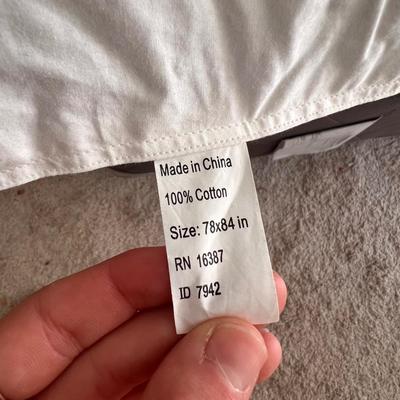 Made in China
100% Cotton
Size: 78x84 in
RN 16387
ID 7942